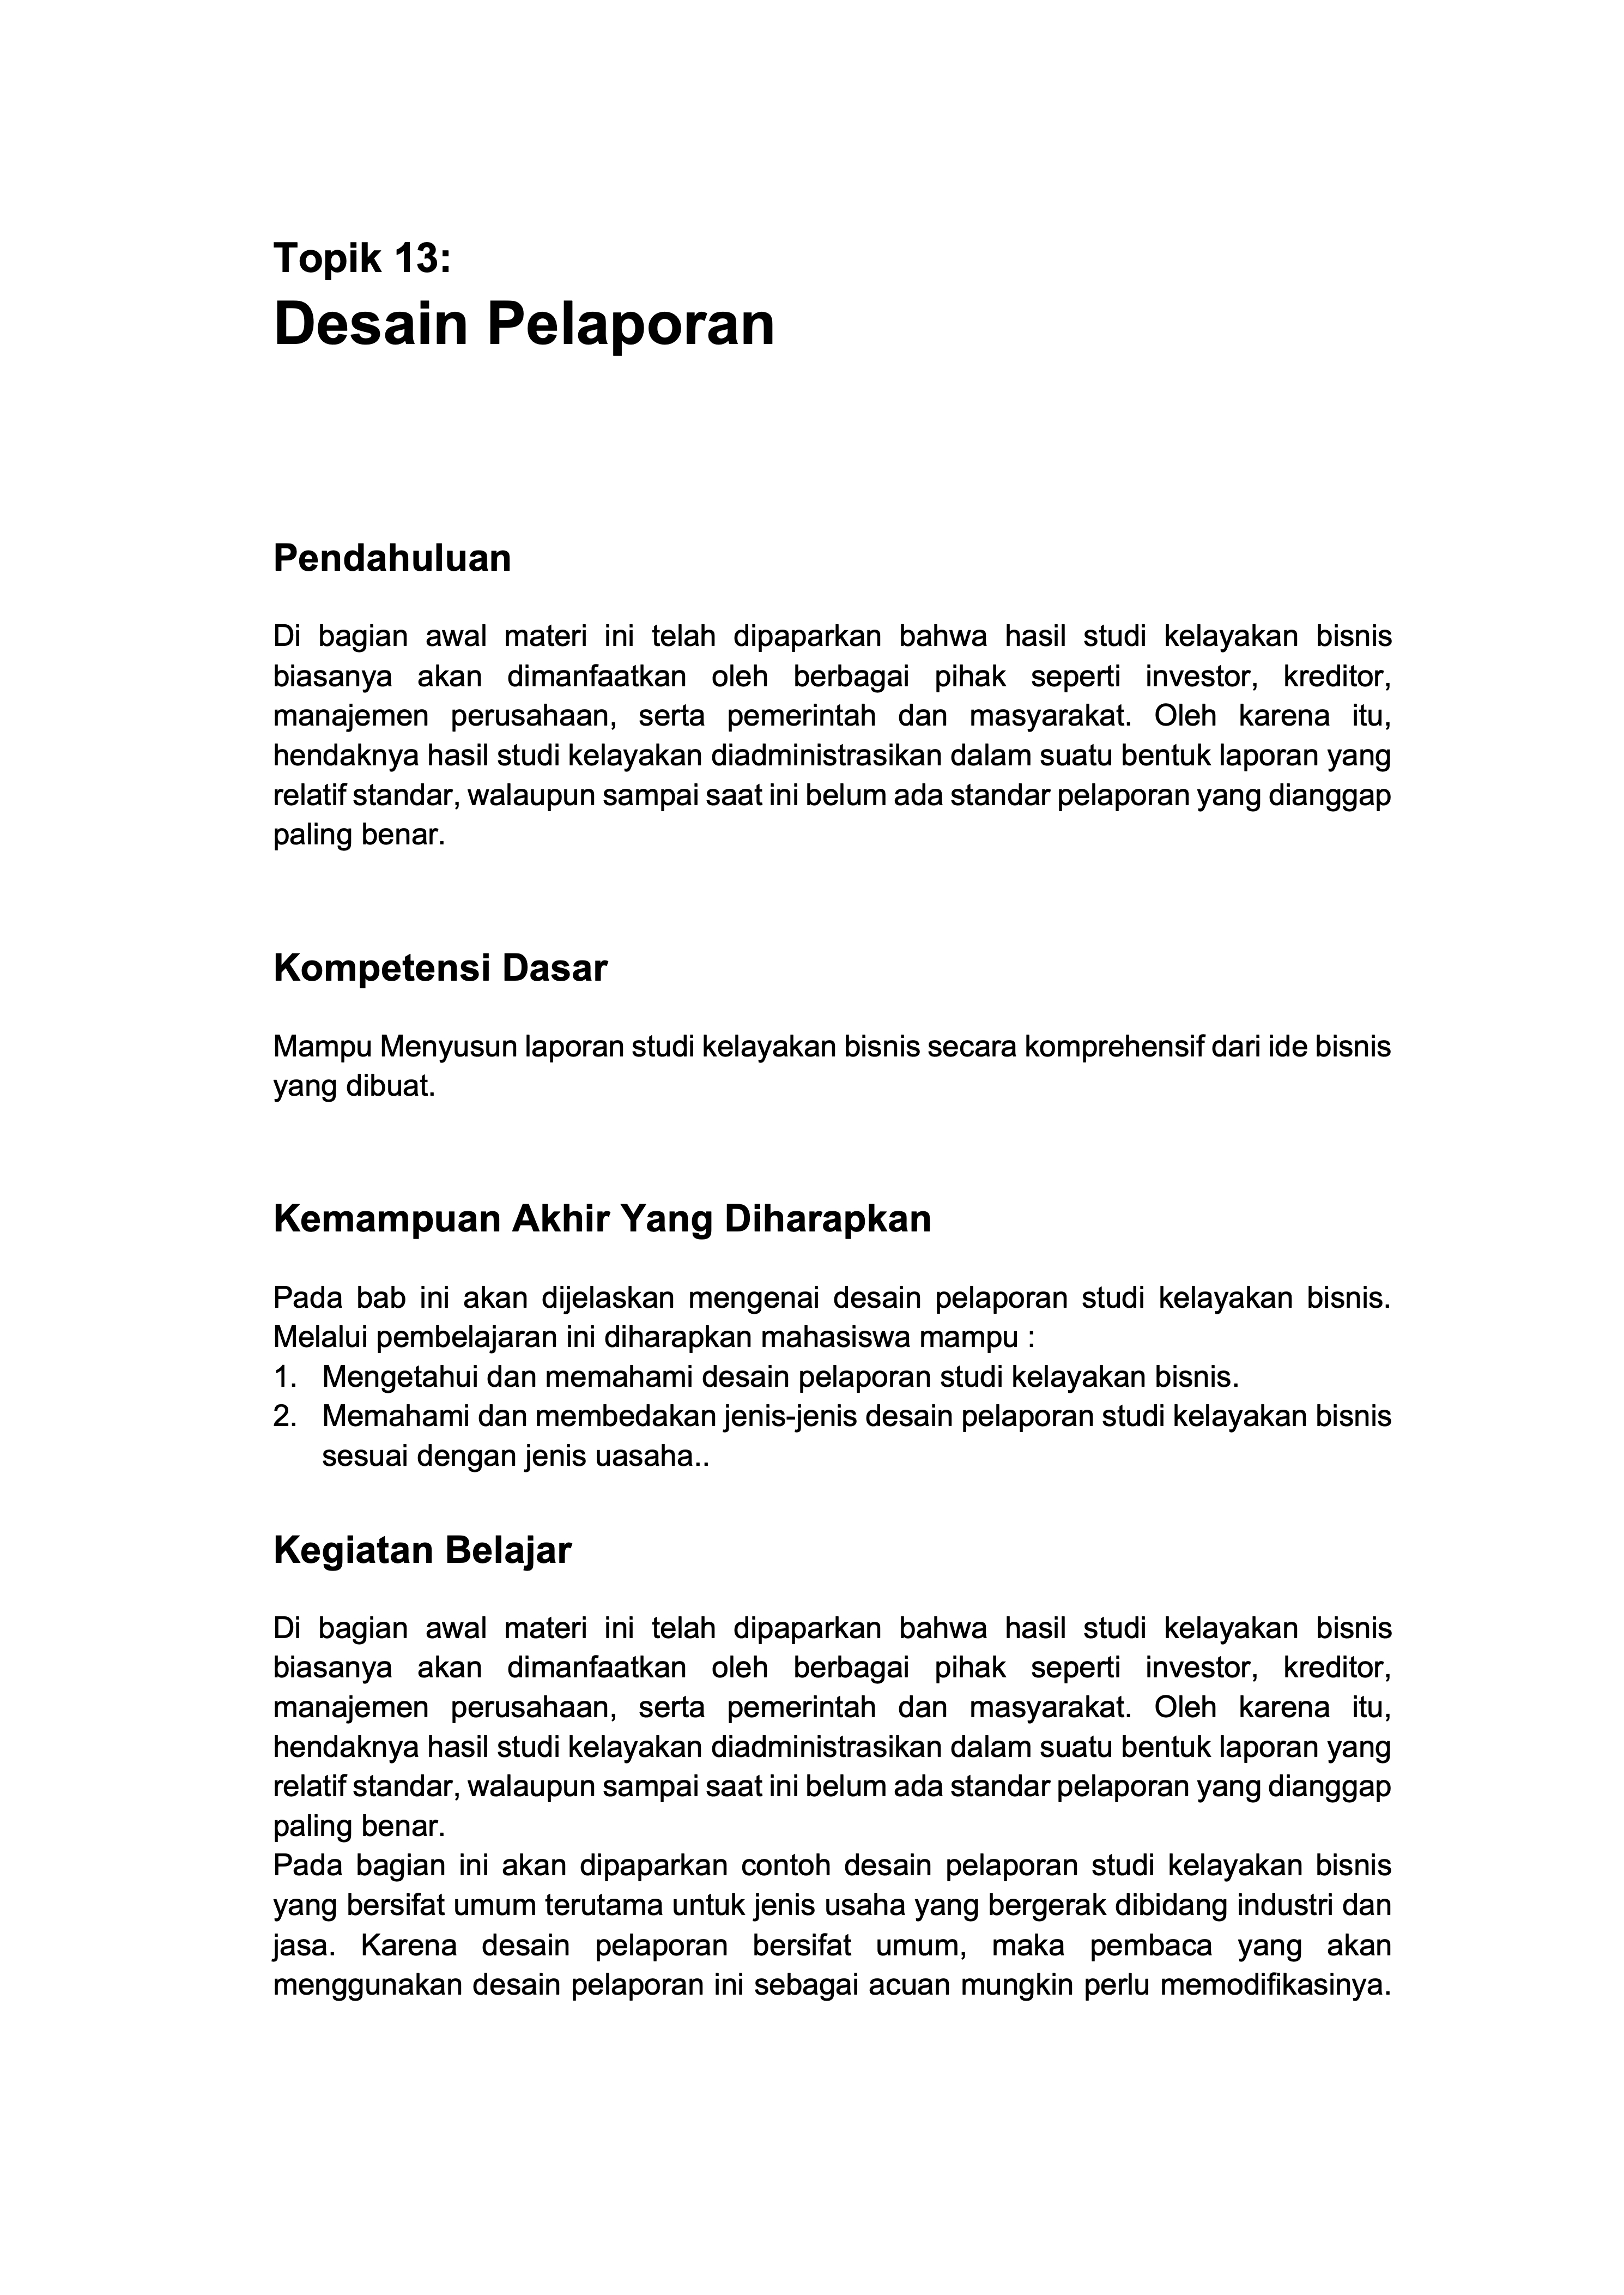 Topik 13:
Desain Pelaporan
Pendahuluan
Di bagian awal materi ini telah dipaparkan bahwa hasil studi kelayakan bisnis
biasanya akan dimanfaatkan oleh berbagai pihak seperti investor, kreditor,
manajemen perusahaan, serta pemerintah dan masyarakat. Oleh karena itu,
hendaknya hasil studi kelayakan diadministrasikan dalam suatu bentuk laporan yang
relatif standar, walaupun sampai saat ini belum ada standar pelaporan yang dianggap
paling benar.
Kompetensi Dasar
Mampu Menyusun laporan studi kelayakan bisnis secara komprehensif dari ide bisnis
yang dibuat.
Kemampuan Akhir Yang Diharapkan
Pada bab ini akan dijelaskan mengenai desain pelaporan studi kelayakan bisnis.
Melalui pembelajaran ini diharapkan mahasiswa mampu :
1. Mengetahui dan memahami desain pelaporan studi kelayakan bisnis.
2. Memahami dan membedakan jenis-jenis desain pelaporan studi kelayakan bisnis
sesuai dengan jenis uasaha..
Kegiatan Belajar
Di bagian awal materi ini telah dipaparkan bahwa hasil studi kelayakan bisnis
biasanya akan dimanfaatkan oleh berbagai pihak seperti investor, kreditor,
manajemen perusahaan, serta pemerintah dan masyarakat. Oleh karena itu,
hendaknya hasil studi kelayakan diadministrasikan dalam suatu bentuk laporan yang
relatif standar, walaupun sampai saat ini belum ada standar pelaporan yang dianggap
paling benar.
Pada bagian ini akan dipaparkan contoh desain pelaporan studi kelayakan bisnis
yang bersifat umum terutama untuk jenis usaha yang bergerak dibidang industri dan
jasa. Karena desain pelaporan bersifat umum, maka pembaca yang akan
menggunakan desain pelaporan ini sebagai acuan mungkin perlu memodifikasinya.